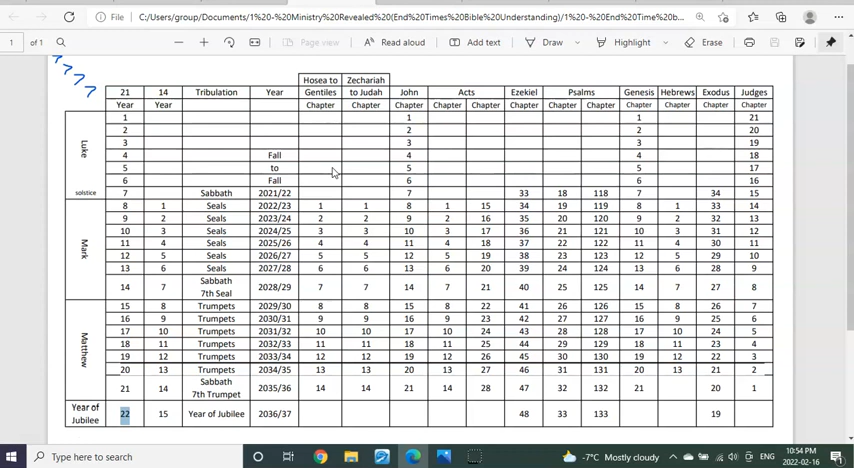 File C:/Users/group/Documents/1%20-%20Ministry%20Revealed(End%20Times%20Bible%20Understanding)/1%20-%20End%20Time%20b...
1 of 1 Page view Read aloud Add text Draw Highlight Erase
Hosea to Zechariah
21 14 Tribulation Year Gentiles to Judah John Acts Ezekiel Psalms Genesis Hebrews Exodus Judges
Year Year Chapter Chapter Chapter Chapter Chapter Chapter Chapter Chapter Chapter Chapter Chapter Chapter
Luke
1 1 1 21
2 2 2 20
3 3 3 19
4 Fall 4 4 18
5 to 5 5 17
6 Fall 6 6 16
solstice 7 Sabbath 2021/22 7 33 18 118 7 34 15
Mark
8 1 Seals 2022/23 1 1 8 1 15 34 19 119 8 1 33 14
9 2 Seals 2023/24 2 2 9 2 16 35 20 120 9 2 32 13
10 3 Seals 2024/25 3 3 10 3 17 36 21 121 10 3 31 12
11 4 Seals 2025/26 4 4 11 4 18 37 22 122 11 4 30 11
12 5 Seals 2026/27 5 5 12 5 19 38 23 123 12 5 29 10
13 6 Seals 2027/28 6 6 13 6 20 39 24 124 13 6 28 9
14 7 Sabbath 7th Seal 2028/29 7 7 14 7 21 40 25 125 14 7 27 8
Matthew
15 8 Trumpets 2029/30 8 8 15 8 22 41 26 126 15 8 26 7
16 9 Trumpets 2030/31 9 9 16 9 23 42 27 127 16 9 25 6
17 10 Trumpets 2031/32 10 10 17 10 24 43 28 128 17 10 24 5
18 11 Trumpets 2032/33 11 11 18 11 25 44 29 129 18 11 23 4
19 12 Trumpets 2033/34 12 12 19 12 26 45 30 130 19 12 22 3
20 13 Trumpets 2034/35 13 13 20 13 27 46 31 131 20 13 21 2
21 14 Sabbath 7th Trumpet 2035/36 14 14 21 14 28 47 32 132 21 20 1
Year of Jubilee 22 15 Year of Jubilee 2036/37 48 33 133 19
Type here to search -7°C Mostly cloudy ENG 10:54 PM
2022-02-16